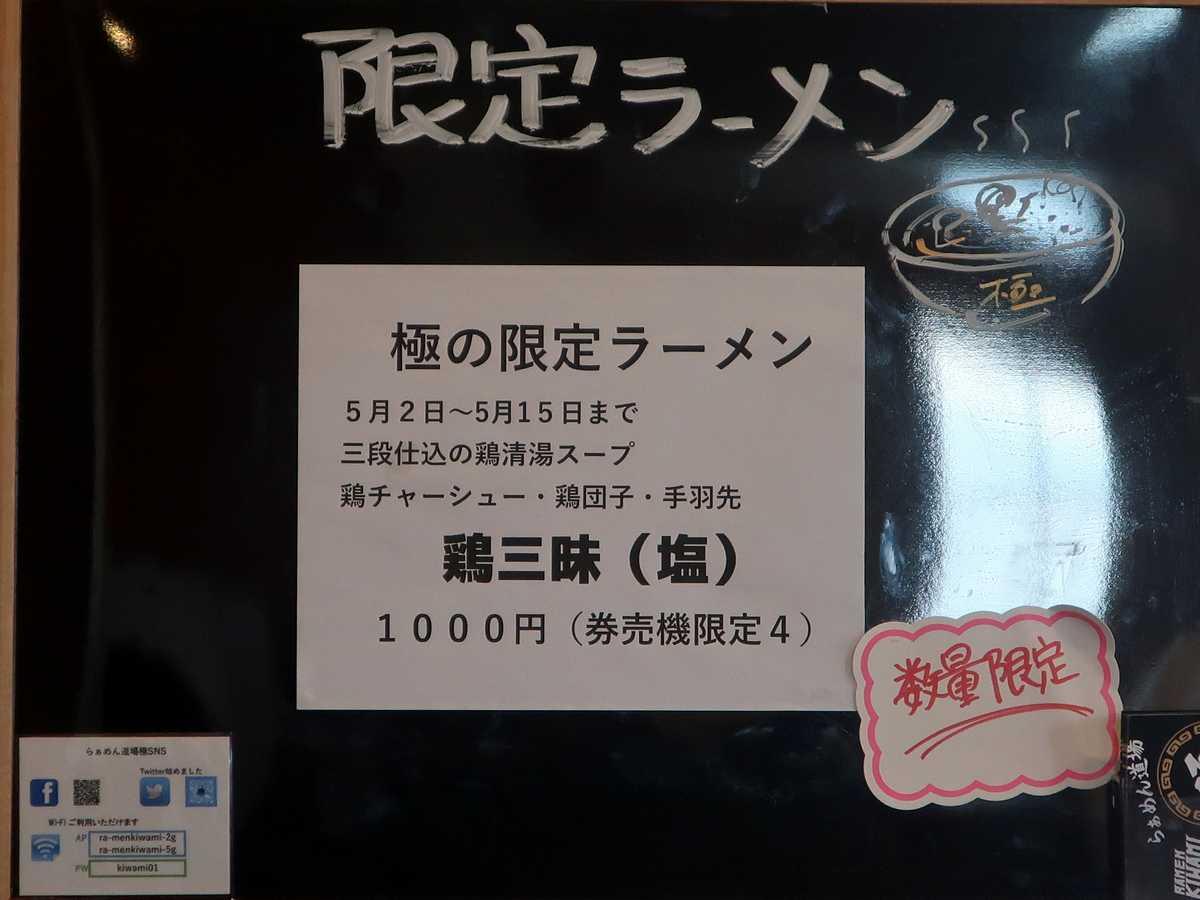 限定ラーメン
極
極の限定ラーメン
５月２日～5月1５日まで
三段仕込の鶏清湯スープ
鶏チャーシュー・鶏団子・手羽先
鶏三昧（塩）
１０００円（券売機限定４）
数量限定
らぁめん道場極SNS
Twitter始めました
Wi-Fi ご利用いただけます
AP ra-menkiwami-2g
ra-menkiwami-5g
PW kiwami01
らぁめん道場
RAMEN
KIWAMI